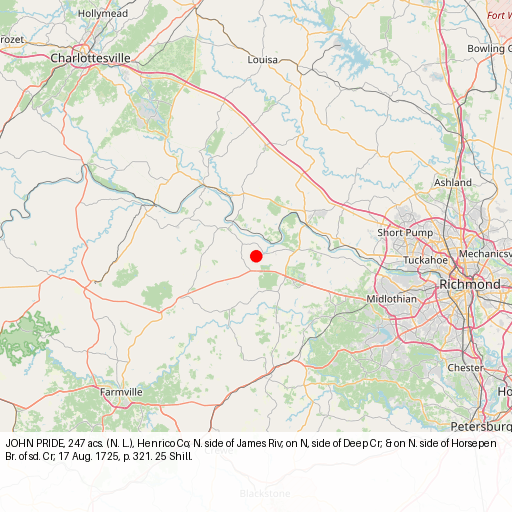 Hollymead
Fort W
rozet
Bowling G
Charlottesville
Louisa
Ashland
Short Pump
Mechanicsv
Tuckahoe
Richmond
Midlothian
Chester
Farmville
Ho
Petersburg
JOHN PRIDE, 247 acs. (N. L.), Henrico Co; N. side of James Riv, on N, side of Deep Cr; & on N. side of Horsepen
Br. of sd. Cr; 17 Aug. 1725, p. 321. 25 Shill.
Crewe
Blackstone